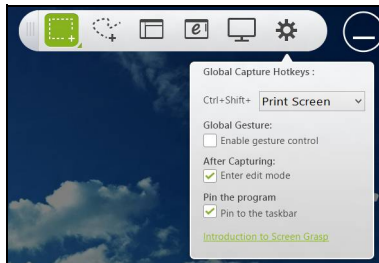 Global Capture Hotkeys :
Ctrl+Shift+ Print Screen
Global Gesture:
Enable gesture control
After Capturing:
Enter edit mode
Pin the program
Pin to the taskbar
Introduction to Screen Grasp